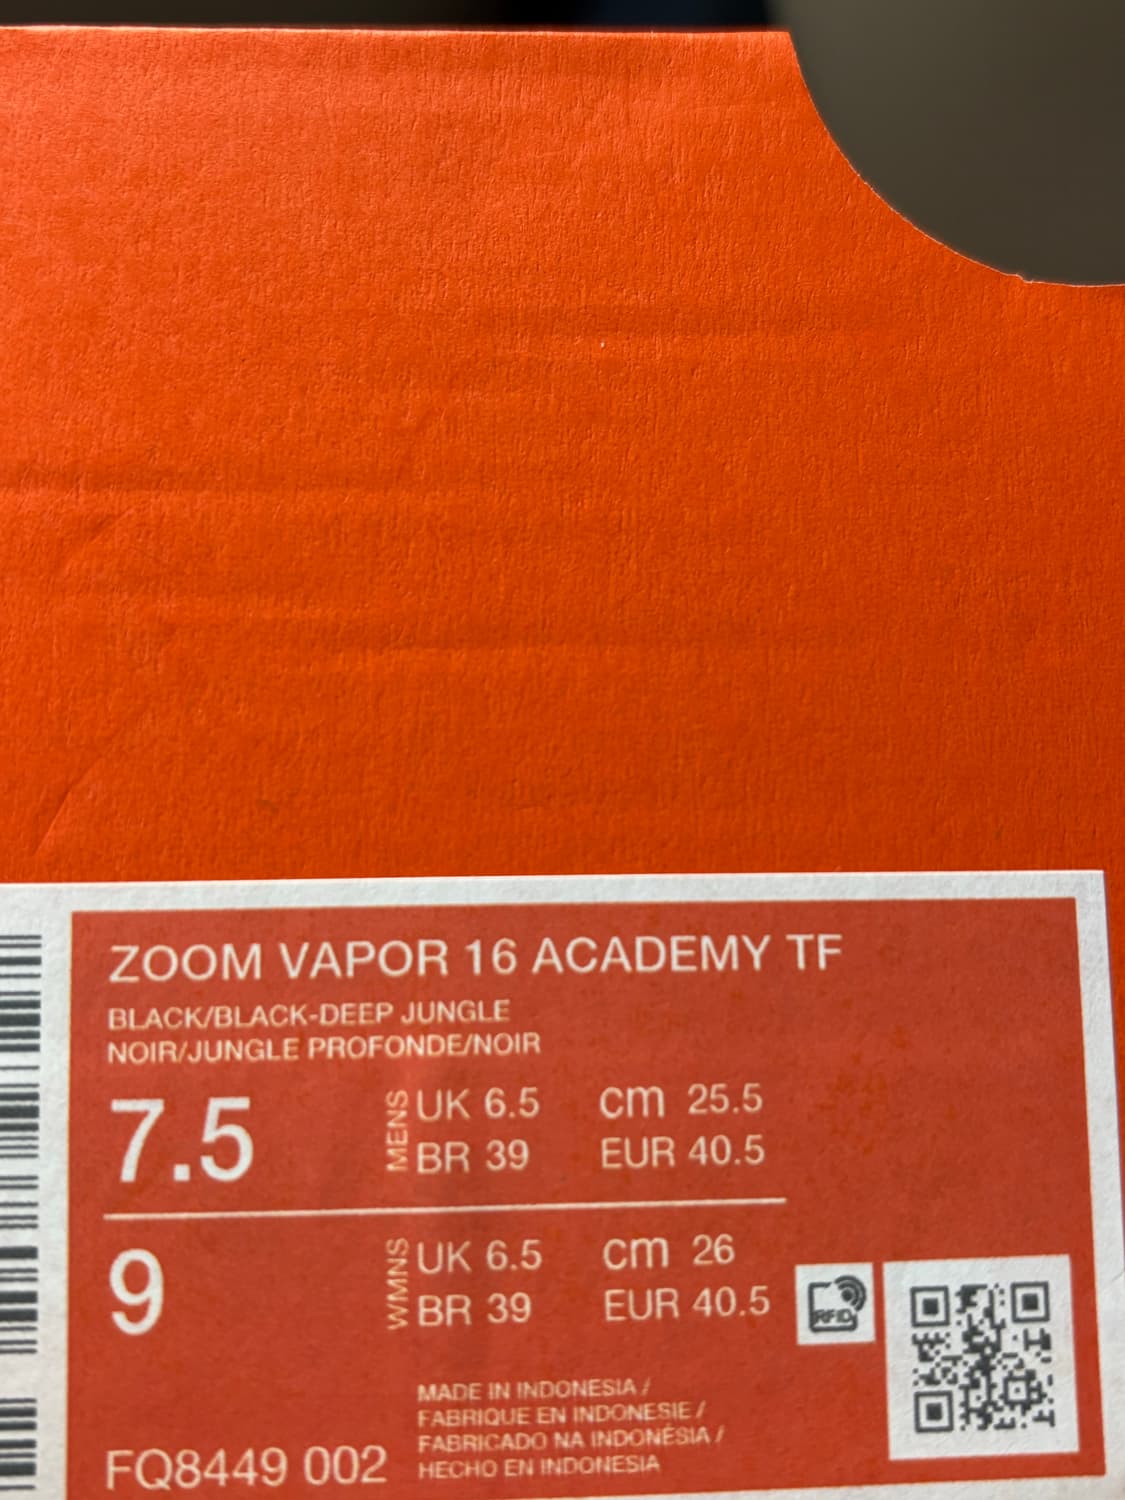 ZOOM VAPOR 16 ACADEMY TF
BLACK/BLACK-DEEP JUNGLE
NOIR/JUNGLE PROFONDE/NOIR
7.5 MENS UK 6.5 cm 25.5
BR 39 EUR 40.5
9 WMNS UK 6.5 cm 26
BR 39 EUR 40.5
RFID
MADE IN INDONESIA /
FABRIQUE EN INDONESIE /
FABRICADO NA INDONÉSIA /
HECHO EN INDONESIA
FQ8449 002